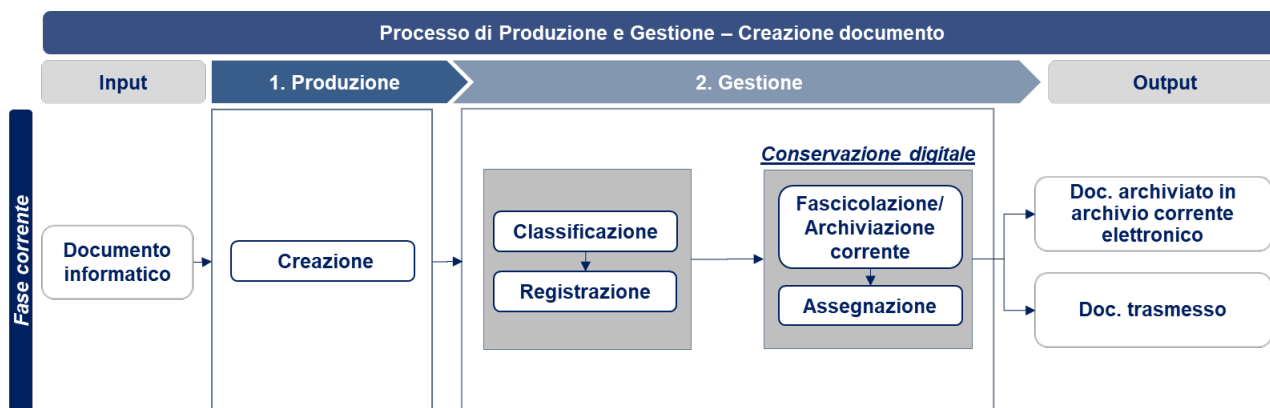 Processo di Produzione e Gestione – Creazione documento
Input
1. Produzione
2. Gestione
Output
Fase corrente
Documento
informatico
Creazione
Classificazione
Registrazione
Conservazione digitale
Fascicolazione/
Archiviazione
corrente
Assegnazione
Doc. archiviato in
archivio corrente
elettronico
Doc. trasmesso